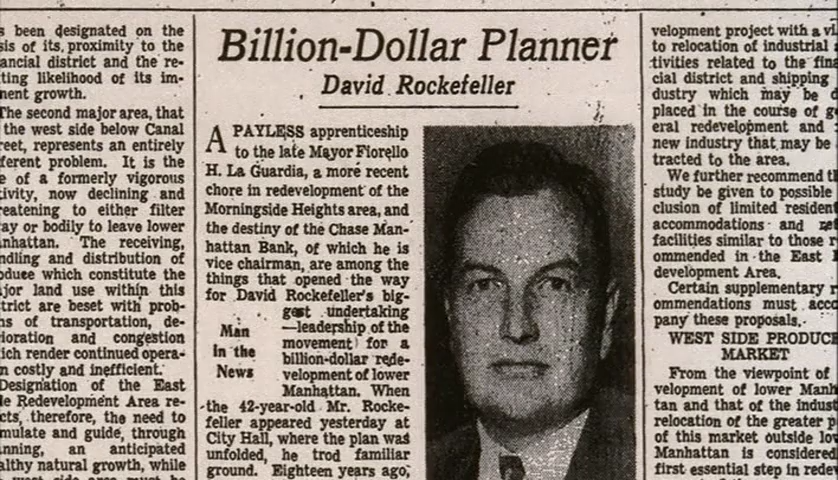 been designated on the
of its proximity to the
ancial district and the re-
ting likelihood of its im-
nent growth.
The second major area, that
the west side below Canal
reet, represents an entirely
ferent problem. It is the
e of a formerly vigorous
tivity, now declining and
reatening to either filter
ay or bodily to leave lower
nhattan. The receiving,
ndling and distribution of
oduce which constitute the
jor land use within this
trict are beset with prob-
ns of transportation, de-
rioration and congestion
ich render continued opera-
n costly and inefficient.
Designation of the East
le Redevelopment Area re-
cts, therefore, the need to
mulate and guide, through
nning, an anticipated
althy natural growth, while
west side area must be
Billion-Dollar Planner
David Rockefeller
A PAYLESS apprenticeship
to the late Mayor Fiorello
H. La Guardia, a more recent
chore in redevelopment of the
Morningside Heights area, and
the destiny of the Chase Man-
hattan Bank, of which he is
vice chairman, are among the
things that opened the way
for David Rockefeller's big-
gest undertaking
—leadership of the
movement for a
billion-dollar rede-
velopment of lower
Manhattan. When
the 42-year-old Mr. Rocke-
feller appeared yesterday at
City Hall, where the plan was
unfolded, he trod familiar
ground. Eighteen years ago,
Man
in the
News
velopment project with a vi
to relocation of industrial
tivities related to the fina
cial district and shipping
dustry which may be d
placed in the course of g
eral redevelopment and
new industry that may be
tracted to the area.
We further recommend th
study be given to possible
clusion of limited resident
accommodations and
facilities similar to those r
ommended in the East
development Area.
Certain supplementary r
ommendations must acco
pany these proposals.
WEST SIDE PRODUCE
MARKET
From the viewpoint of
velopment of lower Manh
tan and that of the indust
relocation of the greater p
of this market outside lo
Manhattan is considered
first essential step in rede